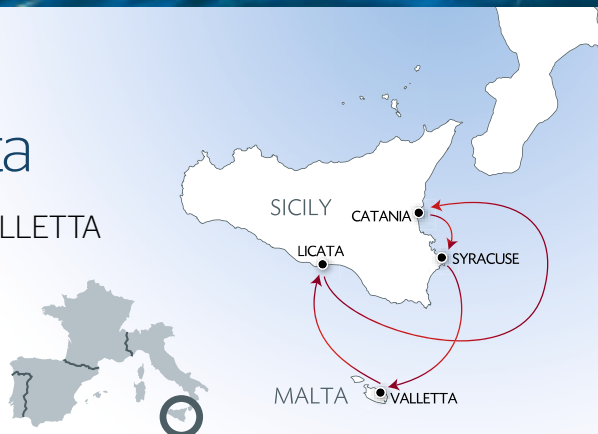 ta
LLETTA
SICILY
CATANIA
LICATA
SYRACUSE
MALTA
VALLETTA